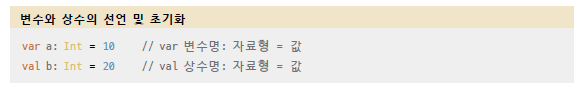 변수와 상수의 선언 및 초기화
var a: Int = 10 // var 변수명: 자료형 = 값
val b: Int = 20 // val 상수명: 자료형 = 값